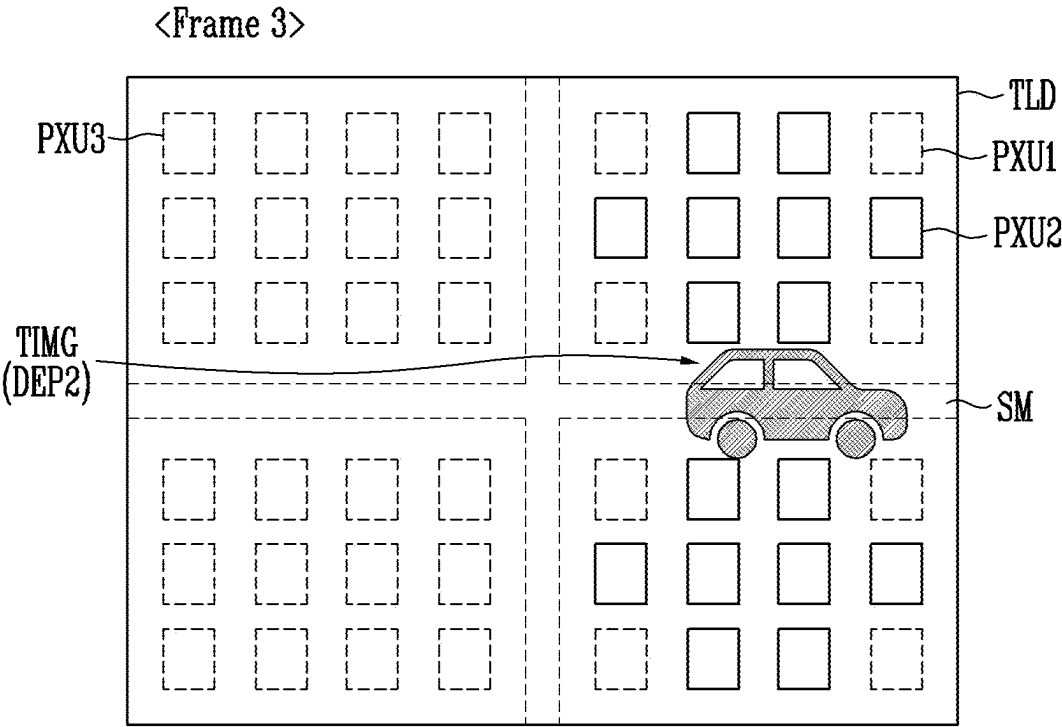 <Frame 3>
TLD
PXU3
PXU1
PXU2
TIMG
(DEP2)
SM